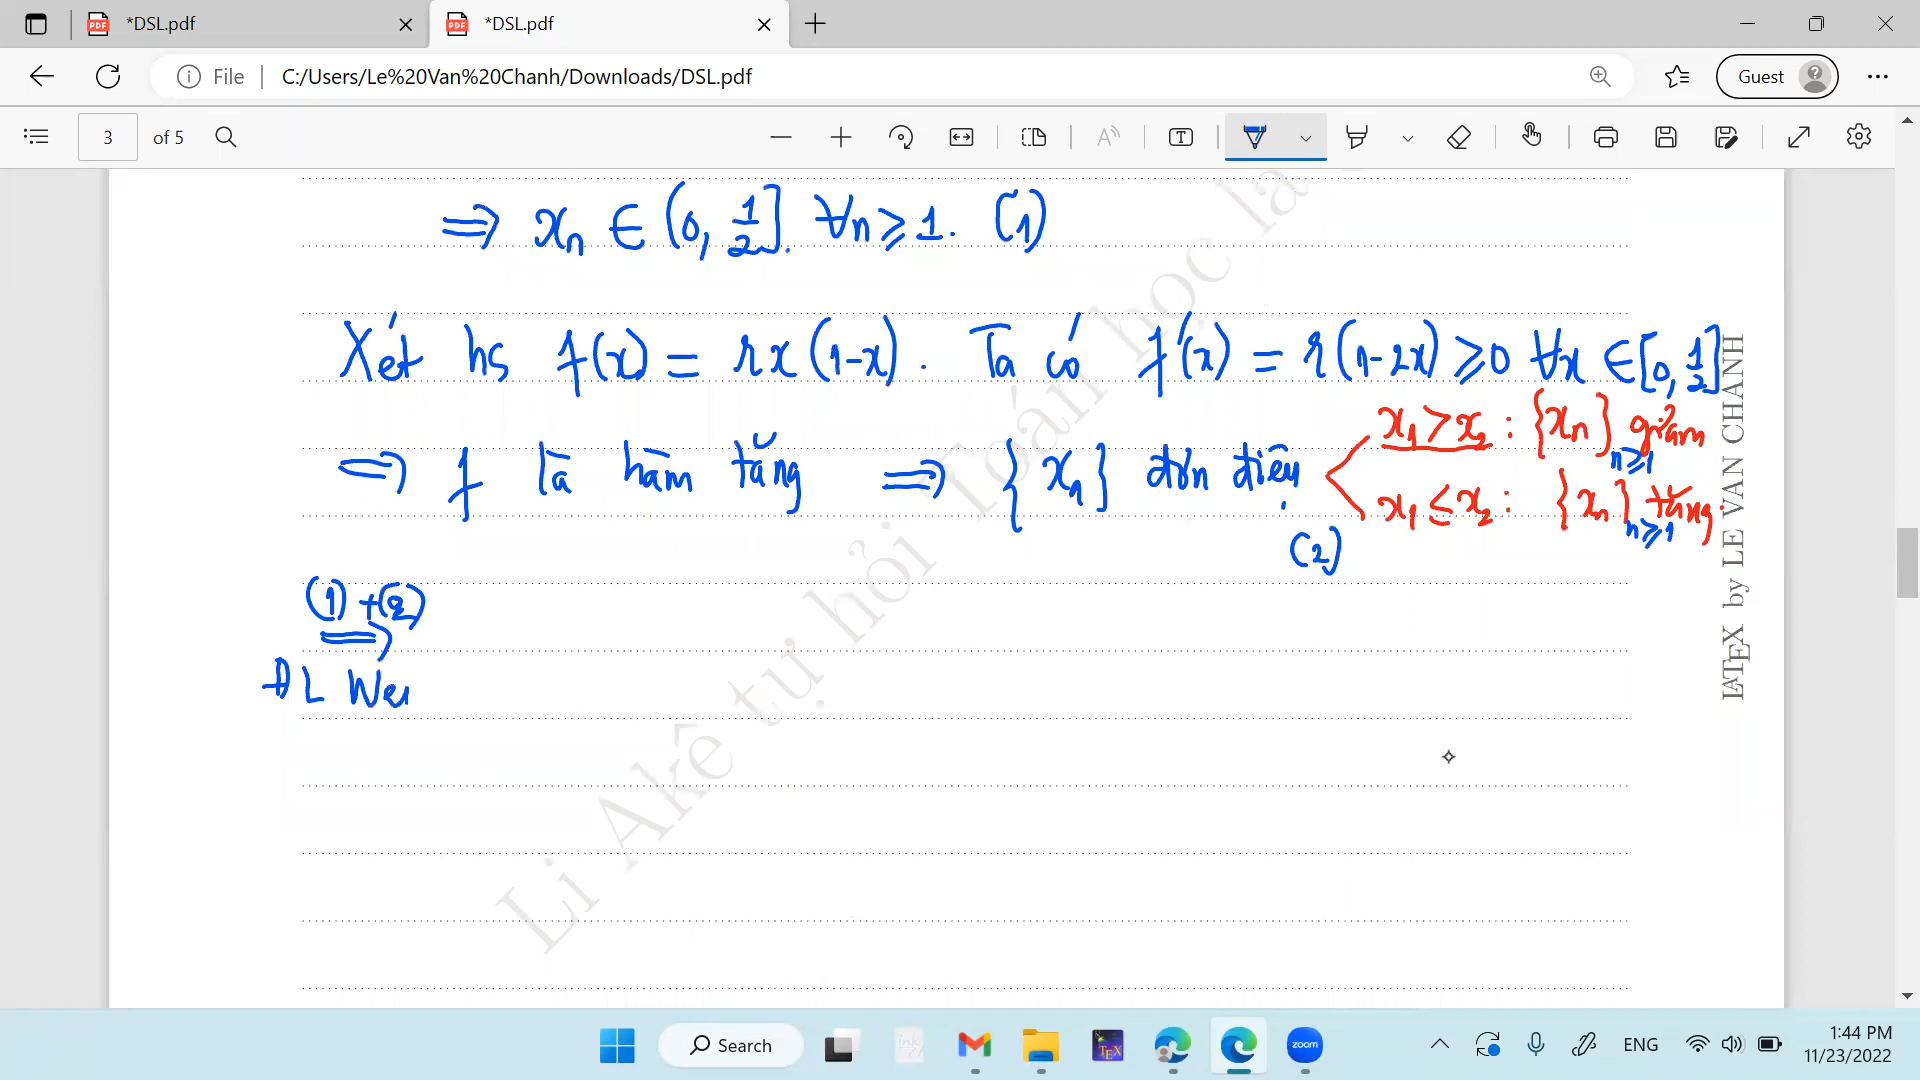 *DSL.pdf
*DSL.pdf
File
C:/Users/Le%20Van%20Chanh/Downloads/DSL.pdf
Guest
3 of 5
⟹ xₙ ∈ (0, 1/2]. ∀n ≥ 1. (1)
Xét hs f(x) = rx(1-x). Ta có f'(x) = r(1-2x) ≥ 0 ∀x ∈ [0, 1/2]
x₁ > x₂ : {xₙ}ₙ≥₁ giảm
⟹ f là hàm tăng ⟹ {xₙ} đơn điệu
x₁ ≤ x₂ : {xₙ}ₙ≥₁ tăng.
(2)
(1) + (2)
⟹
ĐL Wei
Li Akê tự hỏi Toán học là
LATEX by LE VAN CHANH
Search
TEX
zoom
ENG
1:44 PM
11/23/2022